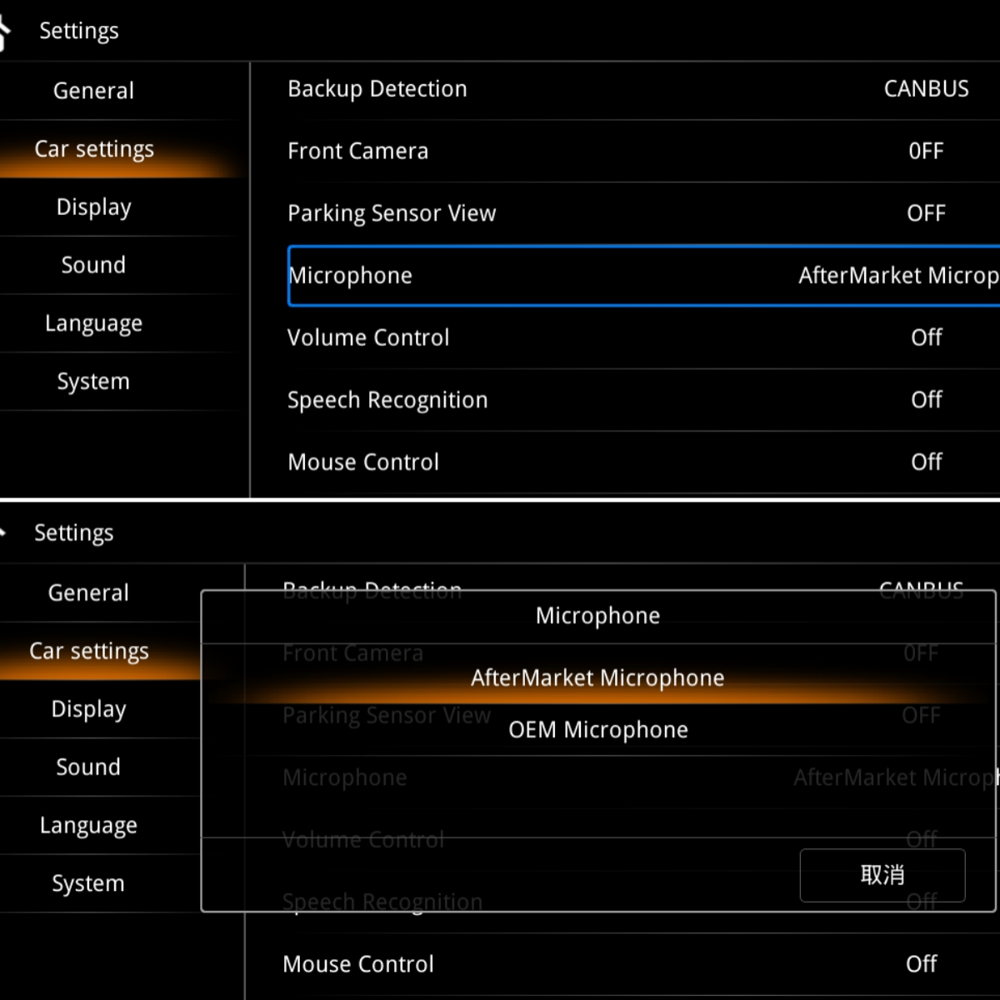 Settings
General
Car settings
Display
Sound
Language
System
Backup Detection CANBUS
Front Camera 0FF
Parking Sensor View OFF
Microphone AfterMarket Microp
Volume Control Off
Speech Recognition Off
Mouse Control Off
Settings
General
Car settings
Display
Sound
Language
System
Backup Detection CANBUS
Microphone
Front Camera 0FF
AfterMarket Microphone
Parking Sensor View OFF
OEM Microphone
Microphone AfterMarket Microph
Volume Control Off
取消
Speech Recognition Off
Mouse Control Off